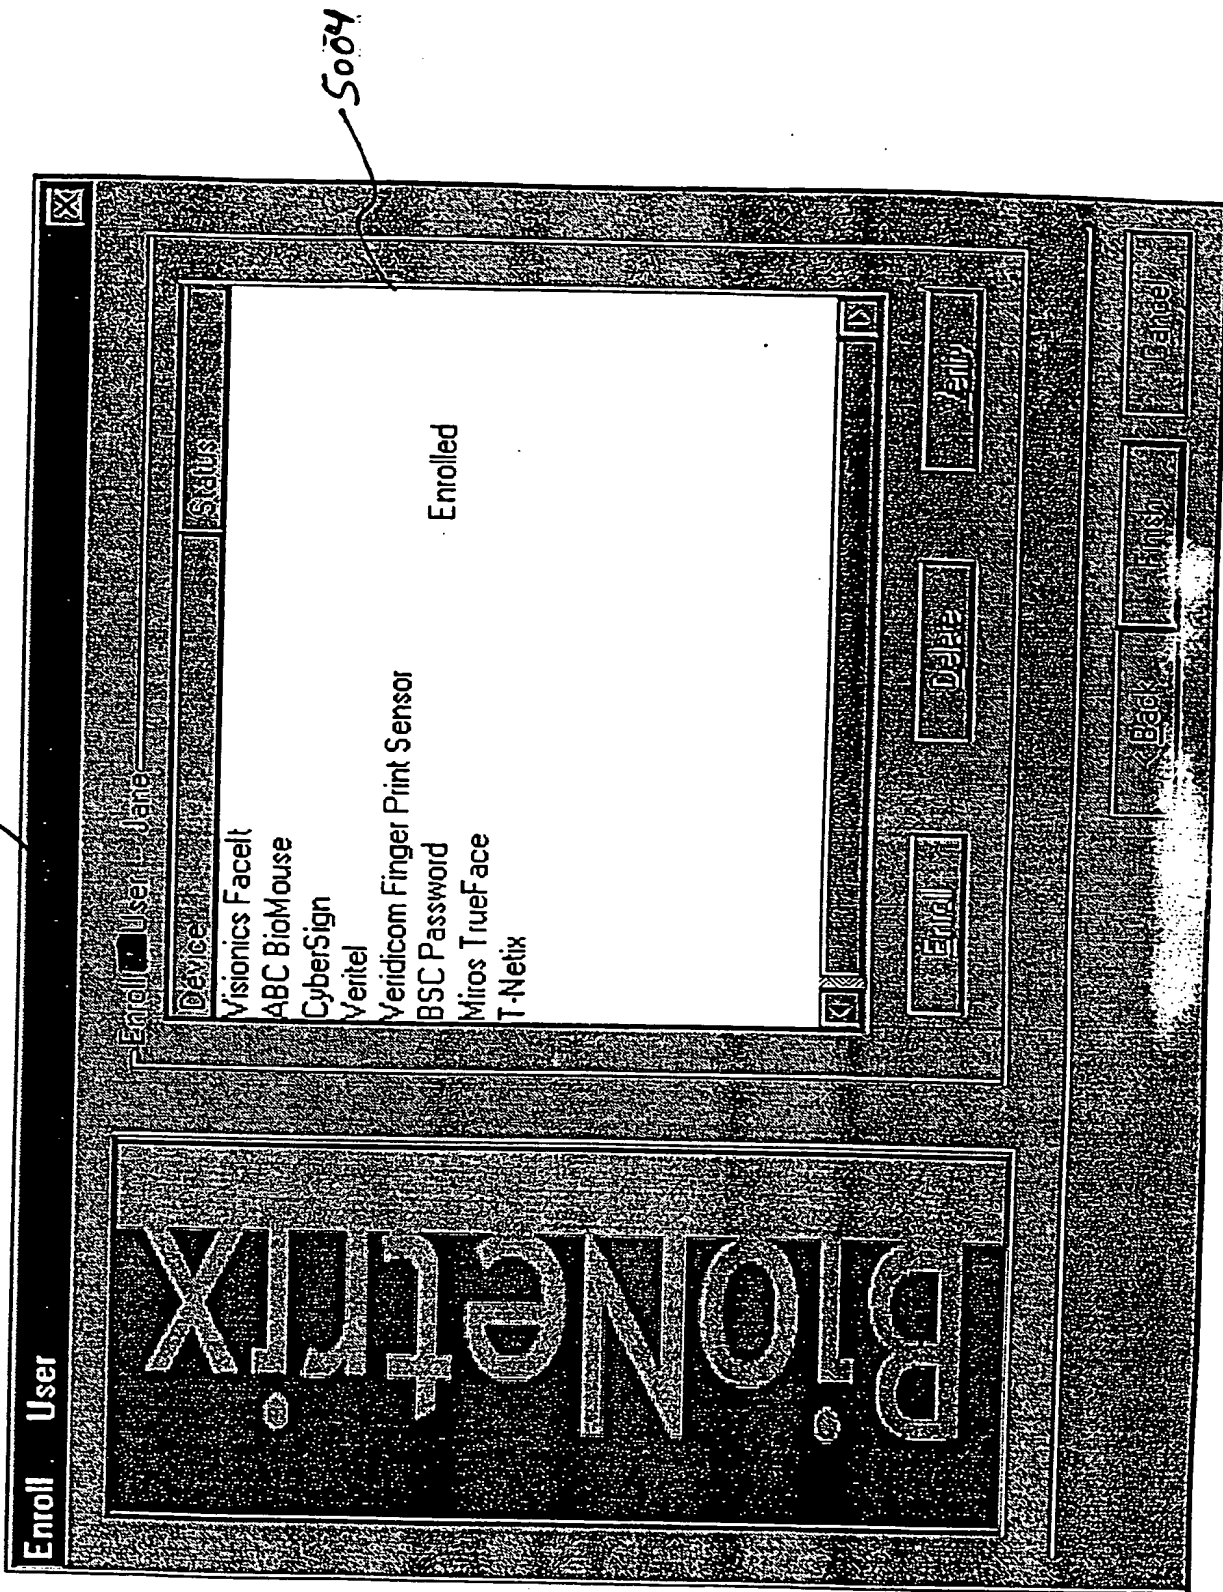 5004
Enroll User
BioNetrix
Enroll User - Jane
Device Status
Visionics FaceIt
ABC BioMouse
CyberSign
Veritel
Veridicom Finger Print Sensor
BSC Password Enrolled
Miros TrueFace
T-Netix
Enroll Delete Verify
< Back Finish Cancel